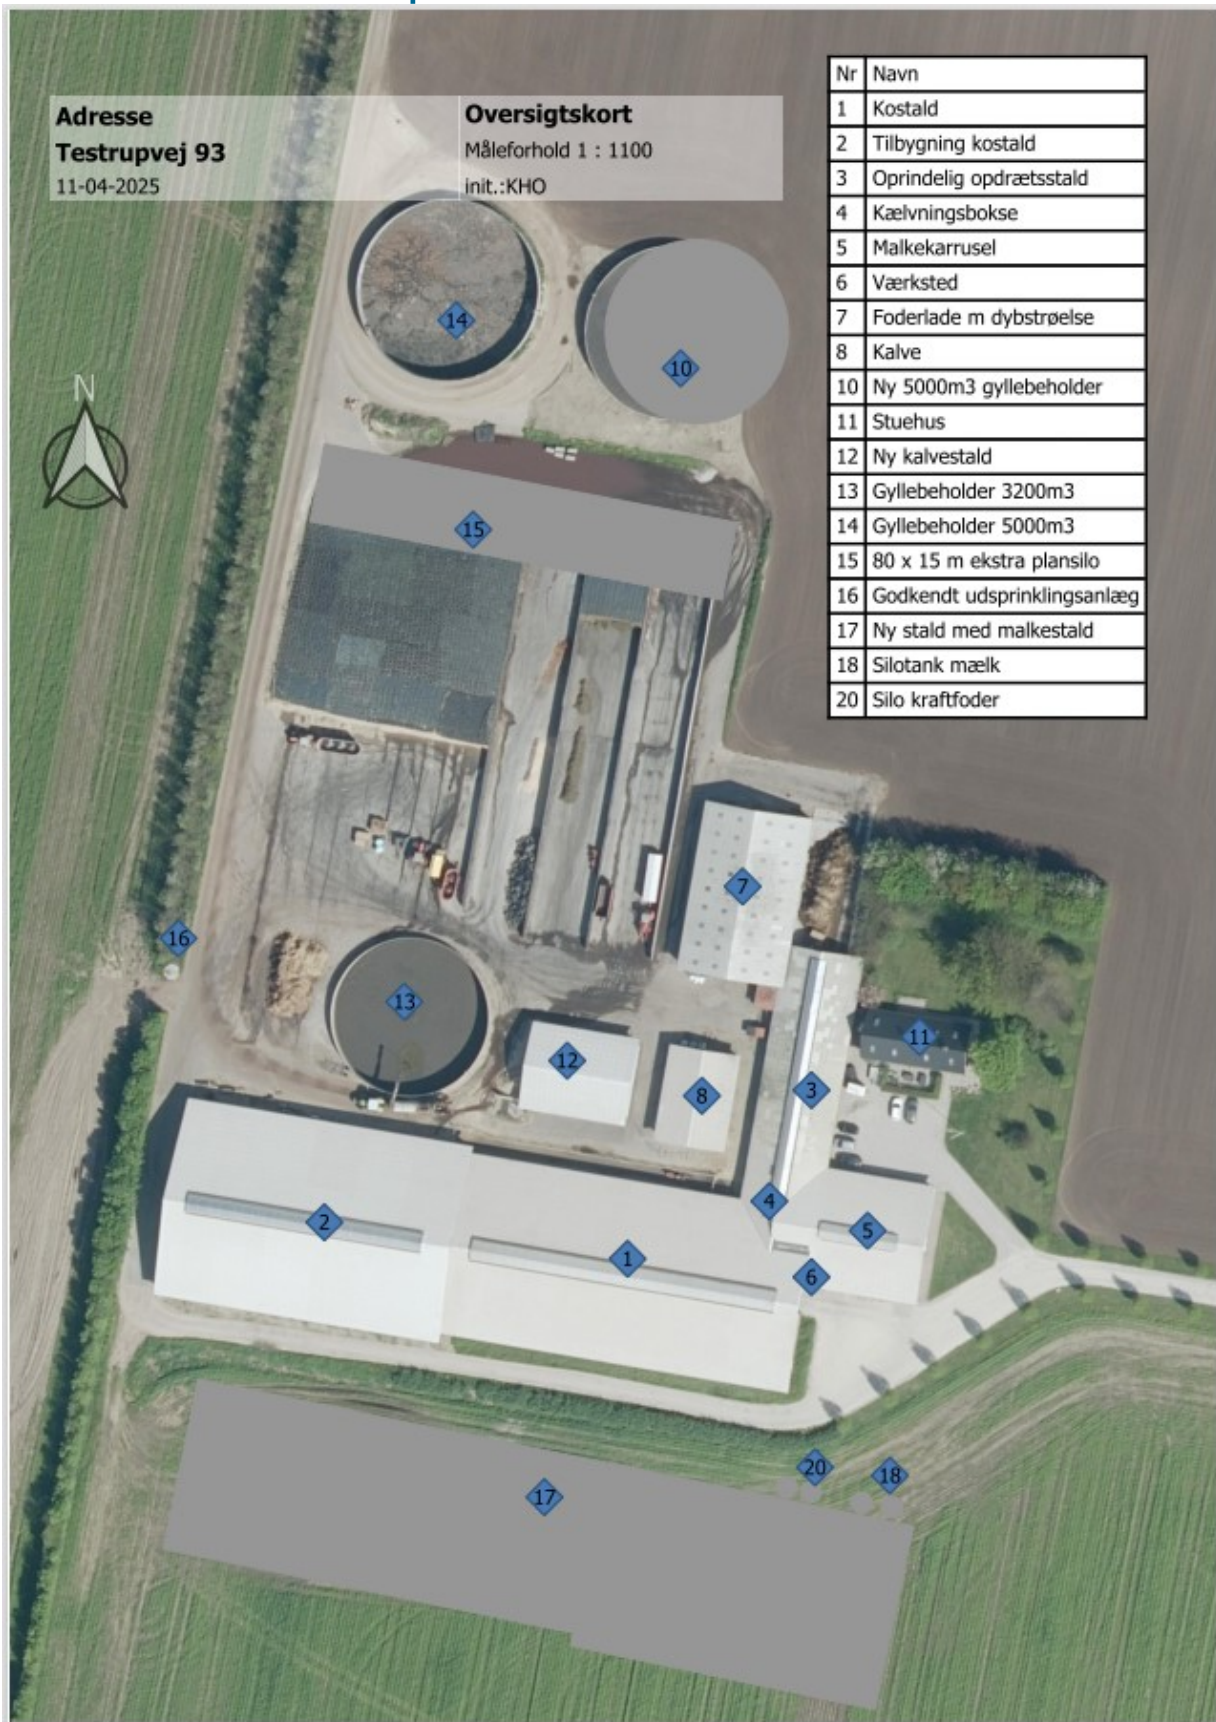 Adresse
Testrupvej 93
11-04-2025
Oversigtskort
Måleforhold 1 : 1100
init.:KHO
Nr Navn
1 Kostald
2 Tilbygning kostald
3 Oprindelig opdrætsstald
4 Kælvningsbokse
5 Malkekarrusel
6 Værksted
7 Foderlade m dybstrøelse
8 Kalve
10 Ny 5000m3 gyllebeholder
11 Stuehus
12 Ny kalvestald
13 Gyllebeholder 3200m3
14 Gyllebeholder 5000m3
15 80 x 15 m ekstra plansilo
16 Godkendt udsprinklingsanlæg
17 Ny stald med malkestald
18 Silotank mælk
20 Silo kraftfoder
N
14
10
15
7
16
13
11
12
8
3
4
2
5
1
6
20
18
17